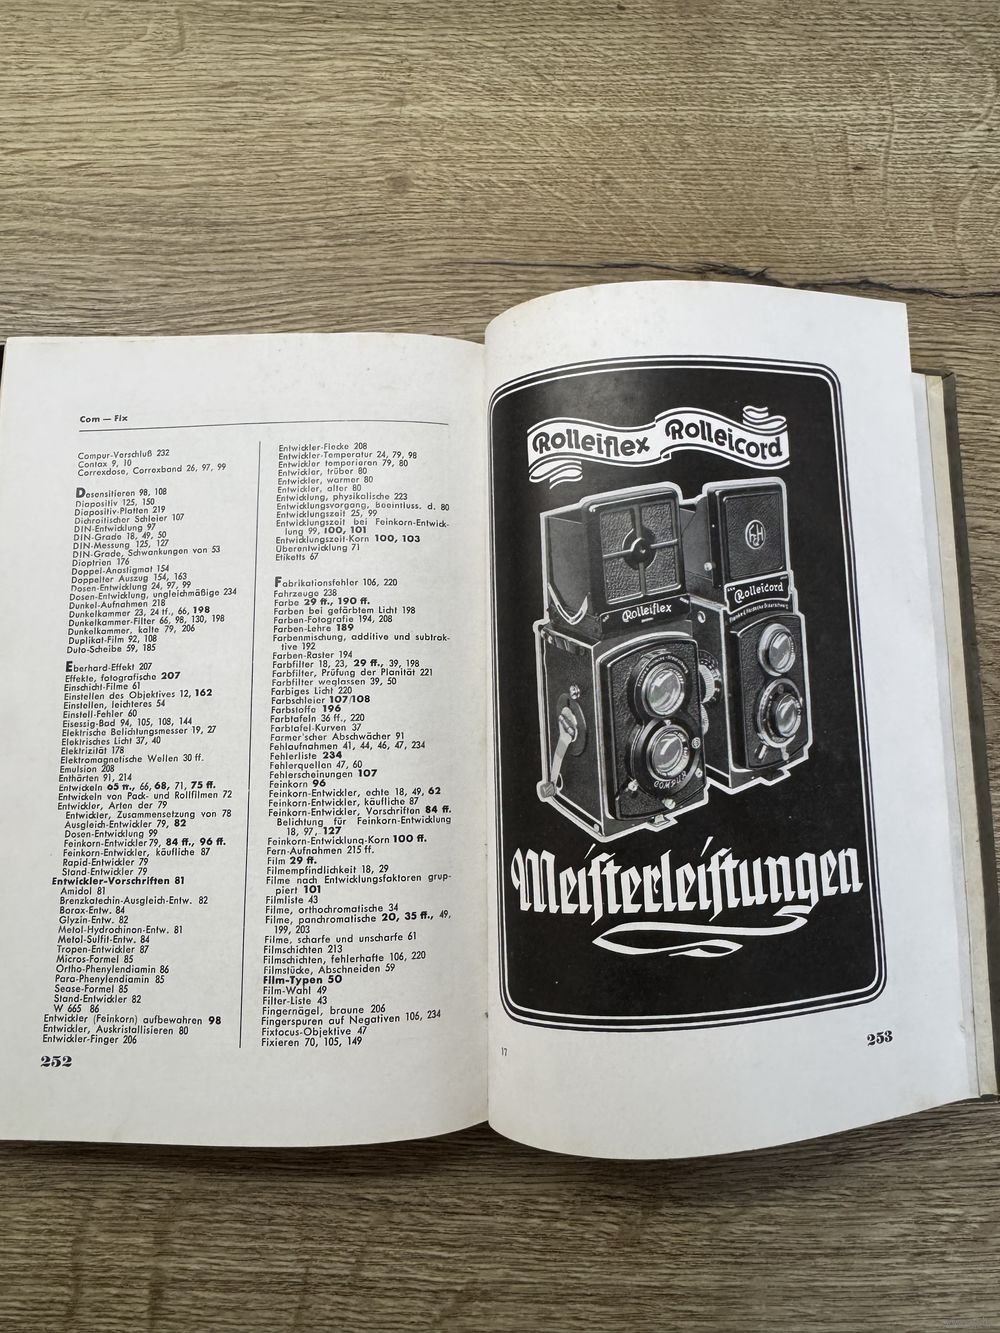 Com — Fix
Compur-Verschluß 232
Contax 9, 10
Correxdose, Correxband 26, 97, 99
Desensitieren 98, 108
Diapositiv 125, 150
Diapositiv-Platten 219
Dichroitischer Schleier 107
DIN-Entwicklung 97
DIN-Grade 18, 49, 50
DIN-Messung 125, 127
DIN-Grade, Schwankungen von 53
Dioptrien 176
Doppel-Anastigmat 154
Doppelter Auszug 154, 163
Dosen-Entwicklung 24, 97, 99
Dosen-Entwicklung, ungleichmäßige 234
Dunkel-Aufnahmen 218
Dunkelkammer 23, 24 ff., 66, 198
Dunkelkammer-Filter 66, 98, 130, 198
Dunkelkammer, kalte 79, 206
Duplikat-Film 92, 108
Duto-Scheibe 59, 185
Eberhard-Effekt 207
Effekte, fotografische 207
Einschicht-Filme 61
Einstellen des Objektives 12, 162
Einstellen, leichteres 54
Einstell-Fehler 60
Eisessig-Bad 94, 105, 108, 144
Elektrische Belichtungsmesser 19, 27
Elektrisches Licht 37, 40
Elektrizität 178
Elektromagnetische Wellen 30 ff.
Emulsion 208
Enthärten 91, 214
Entwickeln 65 ff., 66, 68, 71, 75 ff.
Entwickeln von Pack- und Rollfilmen 72
Entwickler, Arten der 79
Entwickler, Zusammensetzung von 78
Ausgleich-Entwickler 79, 82
Dosen-Entwicklung 99
Feinkorn-Entwickler 79, 84 ff., 96 ff.
Feinkorn-Entwickler, käufliche 87
Rapid-Entwickler 79
Stand-Entwickler 79
Entwickler-Vorschriften 81
Amidol 81
Brenzkatechin-Ausgleich-Entw. 82
Borax-Entw. 84
Glyzin-Entw. 82
Metol-Hydrochinon-Entw. 81
Metol-Sulfit-Entw. 84
Tropen-Entwickler 87
Micros-Formel 85
Ortho-Phenylendiamin 86
Para-Phenylendiamin 85
Sease-Formel 85
Stand-Entwickler 82
W 665 86
Entwickler (Feinkorn) aufbewahren 98
Entwickler, Auskristallisieren 80
Entwickler-Finger 206
252
Entwickler-Flecke 208
Entwickler-Temperatur 24, 79, 98
Entwickler temperieren 79, 80
Entwickler, trüber 80
Entwickler, warmer 80
Entwickler, alter 80
Entwicklung, physikalische 223
Entwicklungsvorgang, beeinfluss. d. 80
Entwicklungszeit 25, 99
Entwicklungszeit bei Feinkorn-Entwick-
lung 99, 100, 101
Entwicklungszeit-Korn 100, 103
Überentwicklung 71
Etiketts 67
Fabrikationsfehler 106, 220
Fahrzeuge 238
Farbe 29 ff., 190 ff.
Farben bei gefärbtem Licht 198
Farben-Fotografie 194, 208
Farben-Lehre 189
Farbenmischung, additive und subtrak-
tive 192
Farben-Raster 194
Farbfilter 18, 23, 29 ff., 39, 198
Farbfilter, Prüfung der Planität 221
Farbfilter weglassen 39, 50
Farbiges Licht 220
Farbschleier 107/108
Farbstoffe 196
Farbtafeln 36 ff., 220
Farbtafel-Kurven 37
Farmer'scher Abschwächer 91
Fehlaufnahmen 41, 44, 46, 47, 234
Fehlerliste 234
Fehlerquellen 47, 60
Fehlerscheinungen 107
Feinkorn 96
Feinkorn-Entwickler, echte 18, 49, 62
Feinkorn-Entwickler, käufliche 87
Feinkorn-Entwickler, Vorschriften 84 ff.
Belichtung für Feinkorn-Entwicklung
18, 97, 127
Feinkorn-Entwicklung-Korn 100 ff.
Fern-Aufnahmen 215 ff.
Film 29 ff.
Filmempfindlichkeit 18, 29
Filme nach Entwicklungsfaktoren grup-
piert 101
Filmliste 43
Filme, orthochromatische 34
Filme, panchromatische 20, 35 ff., 49,
199, 203
Filme, scharfe und unscharfe 61
Filmschichten 213
Filmschichten, fehlerhafte 106, 220
Filmstücke, Abschneiden 59
Film-Typen 50
Film-Wahl 49
Filter-Liste 43
Fingernägel, braune 206
Fingerspuren auf Negativen 106, 234
Fixfocus-Objektive 47
Fixieren 70, 105, 149
Rolleiflex Rolleicord
Rolleiflex
Rolleicord
COMPUR
Meisterleistungen
17
253